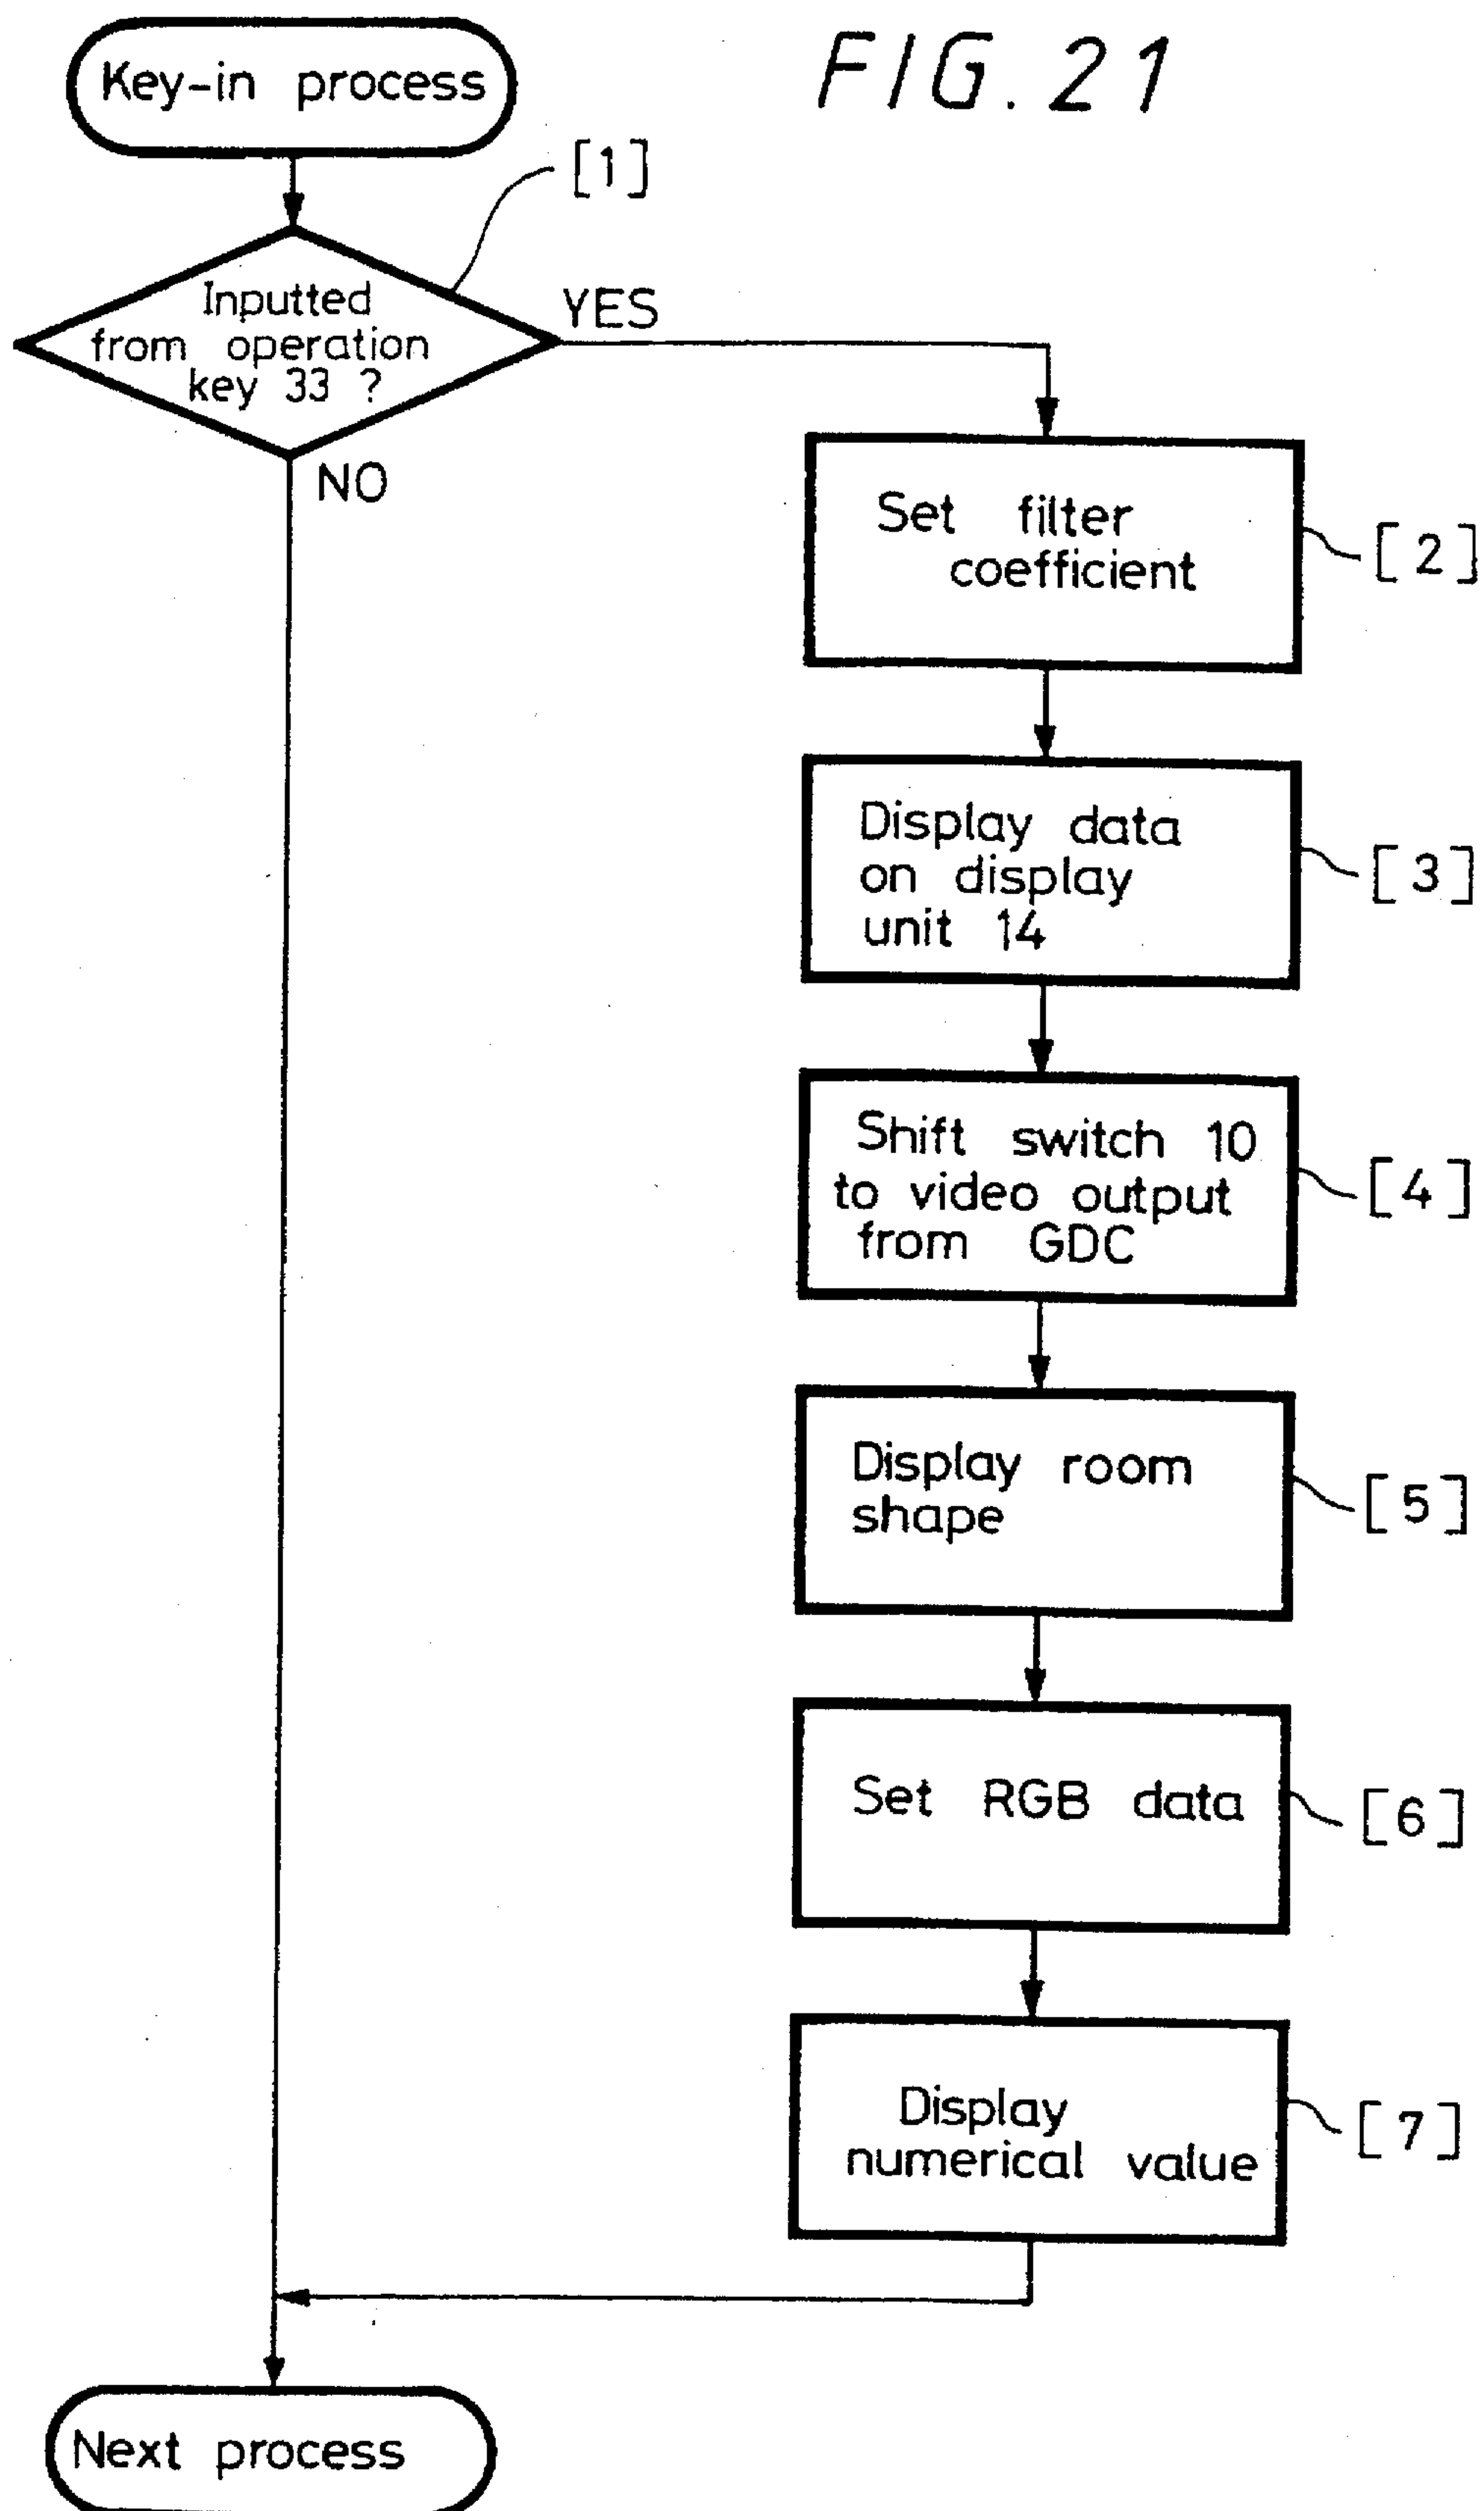 FIG. 21
Key-in process
[1]
Inputted
from operation
key 33 ?
YES
NO
Set filter
coefficient
[2]
Display data
on display
unit 14
[3]
Shift switch 10
to video output
from GDC
[4]
Display room
shape
[5]
Set RGB data
[6]
Display
numerical value
[7]
Next process